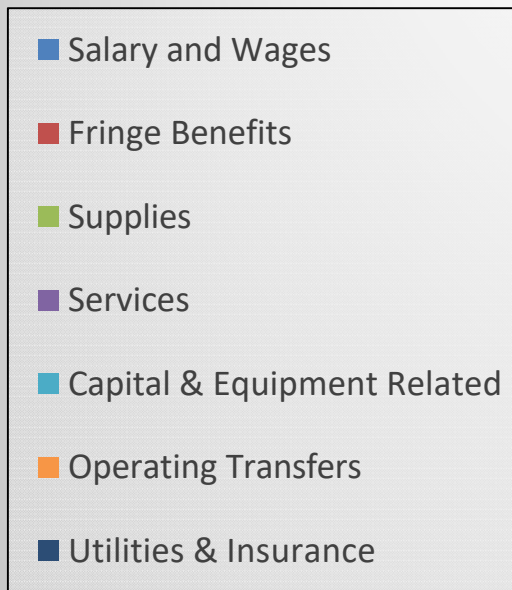 Salary and Wages
Fringe Benefits
Supplies
Services
Capital & Equipment Related
Operating Transfers
Utilities & Insurance